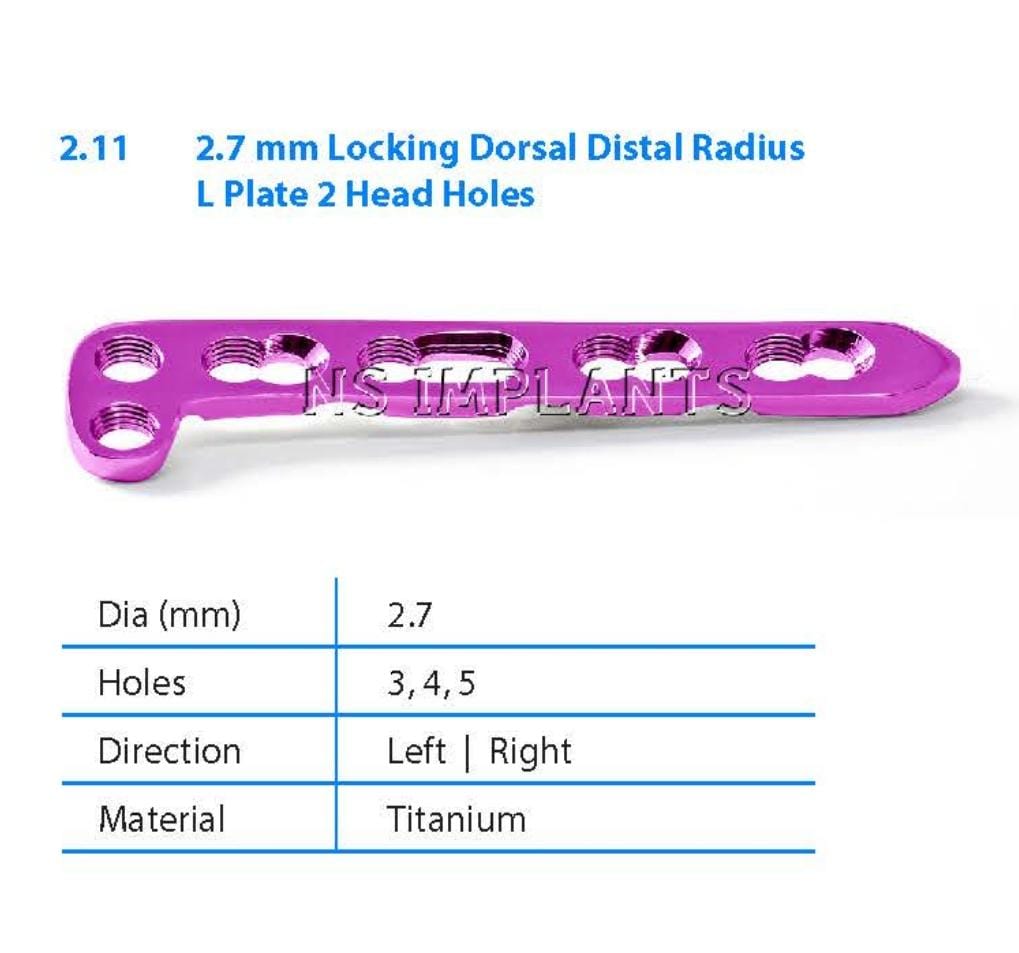 2.11 2.7 mm Locking Dorsal Distal Radius
L Plate 2 Head Holes
NS IMPLANTS
Dia (mm) 2.7
Holes 3, 4, 5
Direction Left | Right
Material Titanium